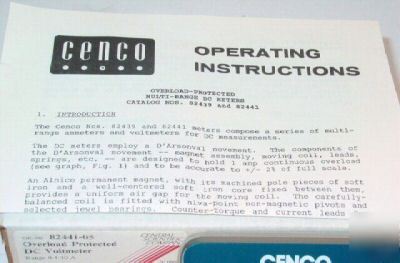 cenco
OPERATING
INSTRUCTIONS
OVERLOAD-PROTECTED
MULTI-RANGE DC METERS
CATALOG NOS. 82439 and 82441
1. INTRODUCTION
The Cenco Nos. 82439 and 82441 meters compose a series of multi-
range ammeters and voltmeters for DC measurements.
The DC meters employ a D'Arsonval movement. The components of
the D'Arsonval movement -- magnet assembly, moving coil, leads,
springs, etc. -- are designed to hold 1 amp continuous overload
(see graph, Fig. 1) and to be accurate to +/- 2% of full scale.
An Alnico permanent magnet, with its machined pole pieces of soft
iron and a well-centered soft iron core fixed between them,
provides a uniform air gap for the moving coil. The carefully-
balanced coil is fitted with niva-point non-magnetic pivots and
selected jewel bearings. Counter-torque and current leads
82441-65
Overload Protected
DC Voltmeter
CENTRAL
SCIENTIFIC
COMPANY
CENCO